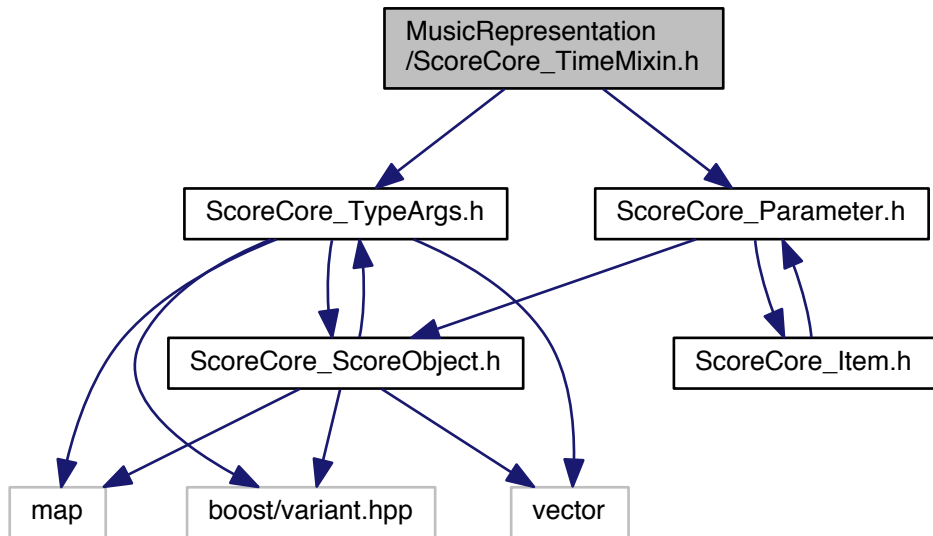 MusicRepresentation
/ScoreCore_TimeMixin.h
ScoreCore_TypeArgs.h
ScoreCore_Parameter.h
ScoreCore_ScoreObject.h
ScoreCore_Item.h
map
boost/variant.hpp
vector